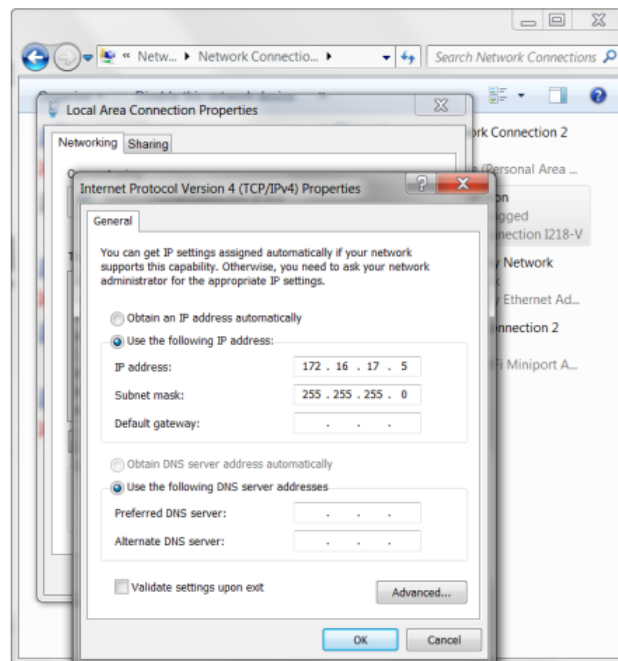 « Netw... ▸ Network Connectio... ▸
Search Network Connections
Local Area Connection Properties
Networking
Sharing
ork Connection 2
(Personal Area ...
on
gged
nnection I218-V
y Network
y Ethernet Ad...
nnection 2
Fi Miniport A...
Internet Protocol Version 4 (TCP/IPv4) Properties
General
You can get IP settings assigned automatically if your network
supports this capability. Otherwise, you need to ask your network
administrator for the appropriate IP settings.
Obtain an IP address automatically
Use the following IP address:
IP address: 172 . 16 . 17 . 5
Subnet mask: 255 . 255 . 255 . 0
Default gateway: . . .
Obtain DNS server address automatically
Use the following DNS server addresses
Preferred DNS server: . . .
Alternate DNS server: . . .
Validate settings upon exit
Advanced...
OK
Cancel